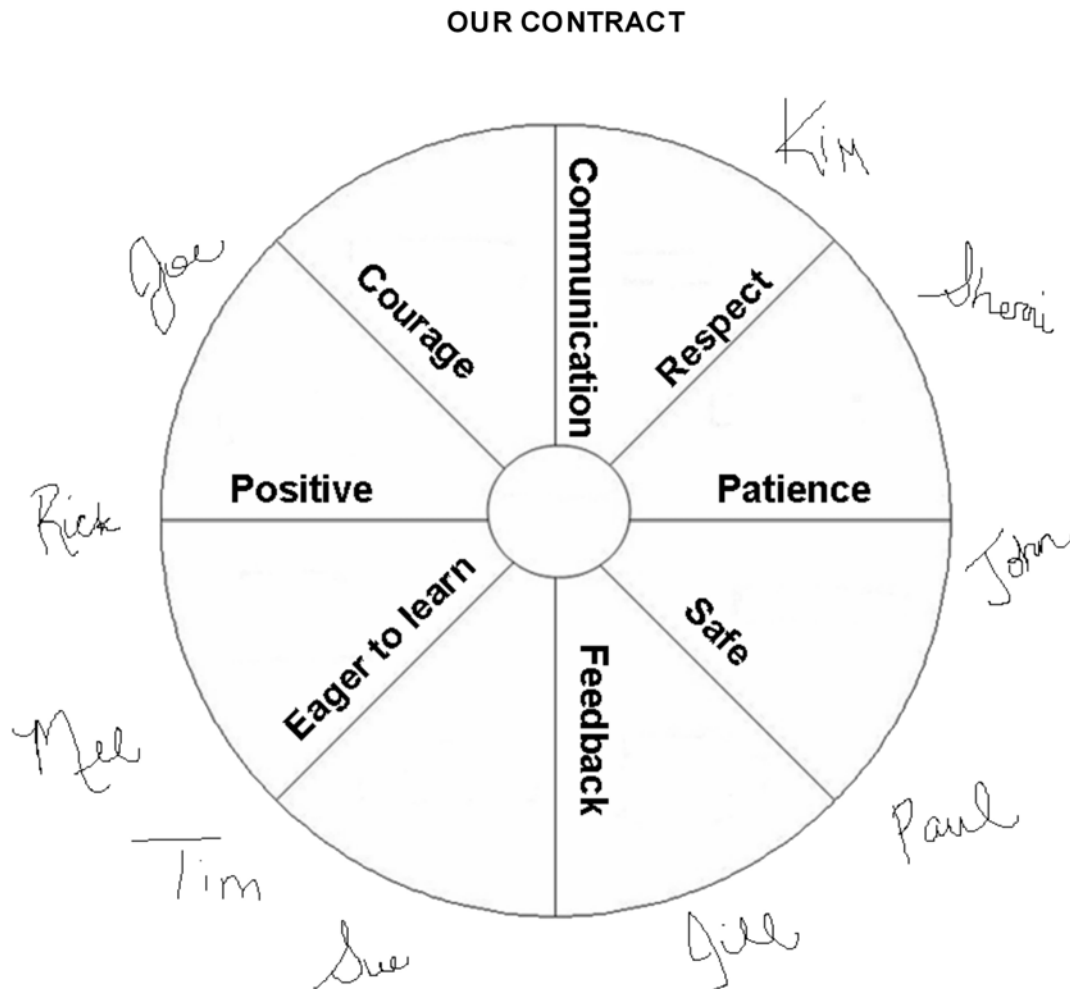 OUR CONTRACT
Kim
Communication
Respect
Courage
Joe
Sherri
Positive
Patience
Rick
John
Eager to learn
Safe
Feedback
Paul
Tim
Sue
Jill